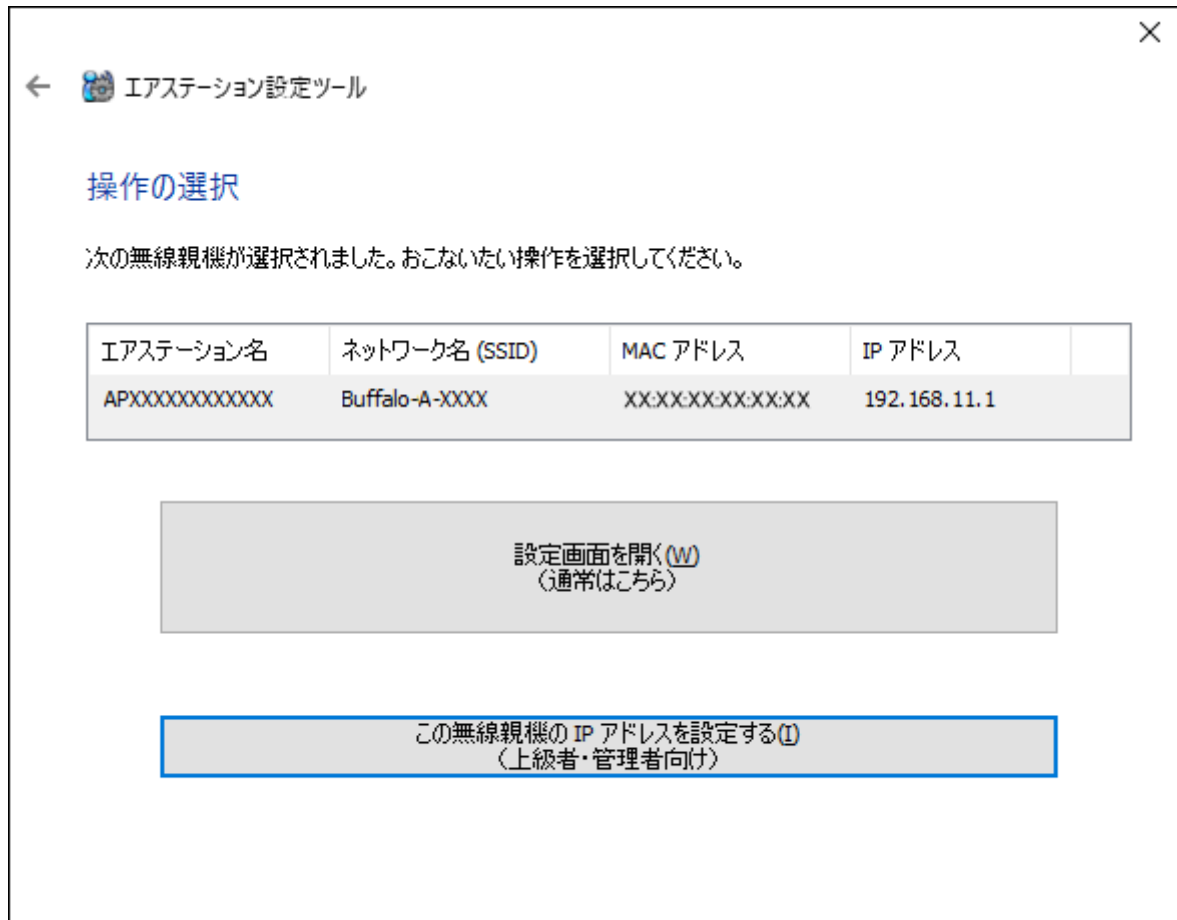 エアステーション設定ツール
操作の選択
次の無線親機が選択されました。おこないたい操作を選択してください。
エアステーション名 ネットワーク名 (SSID) MAC アドレス IP アドレス
APXXXXXXXXXXXX Buffalo-A-XXXX XX:XX:XX:XX:XX:XX 192.168.11.1
設定画面を開く(W)
（通常はこちら）
この無線親機の IP アドレスを設定する(I)
（上級者・管理者向け）